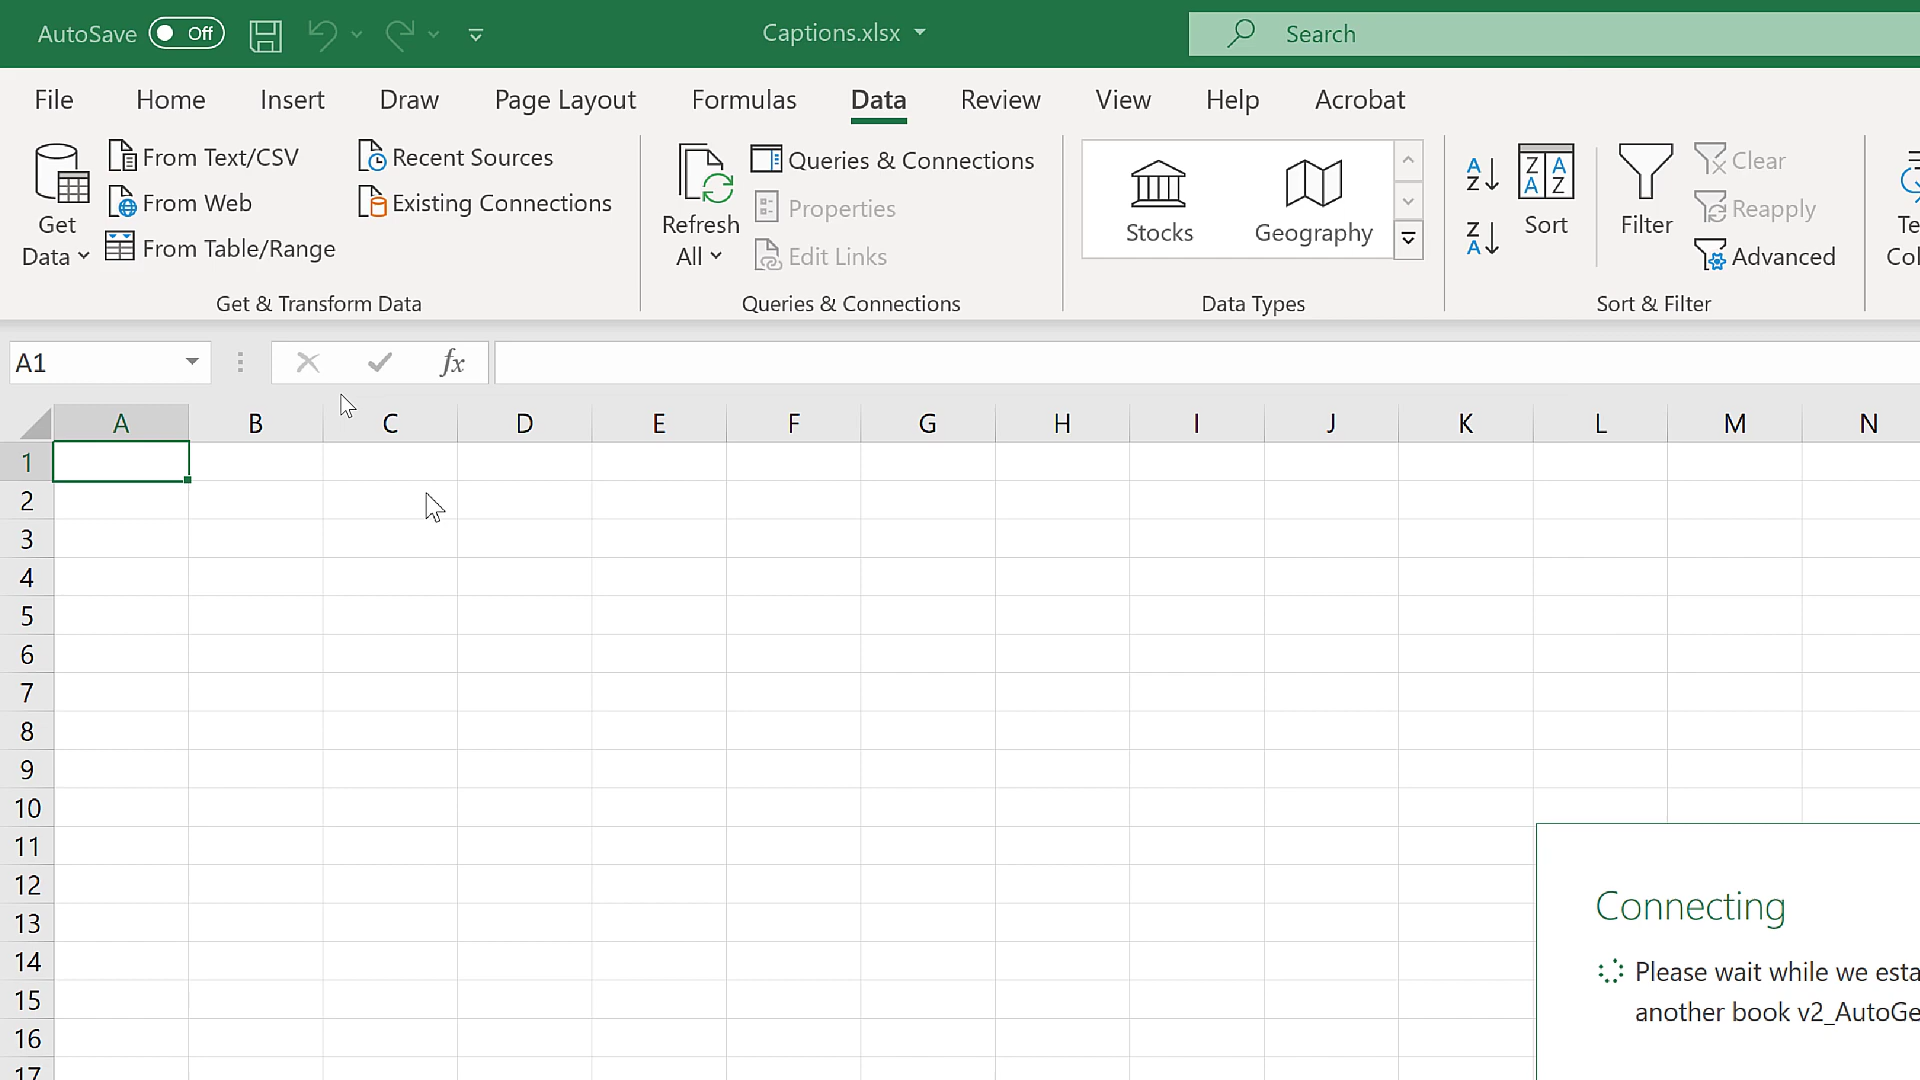 AutoSave Off Captions.xlsx Search
File Home Insert Draw Page Layout Formulas Data Review View Help Acrobat
Get Data
From Text/CSV
From Web
From Table/Range
Recent Sources
Existing Connections
Get & Transform Data
Refresh All
Queries & Connections
Properties
Edit Links
Queries & Connections
Stocks
Geography
Data Types
Sort
Filter
Clear
Reapply
Advanced
Sort & Filter
A1 fx
A B C D E F G H I J K L M N
1
2
3
4
5
6
7
8
9
10
11
12
13
14
15
16
17
Connecting
Please wait while we esta
another book v2_AutoGe